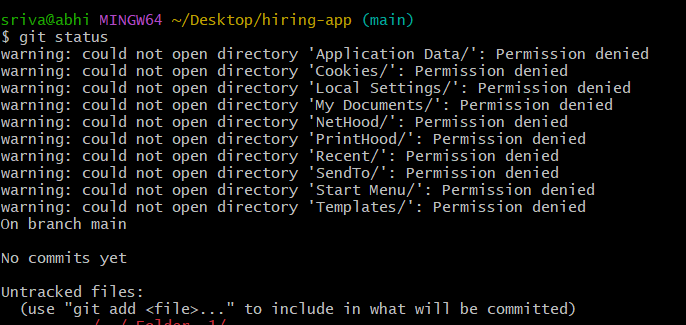 sriva@abhi MINGW64 ~/Desktop/hiring-app (main)
$ git status
warning: could not open directory 'Application Data/': Permission denied
warning: could not open directory 'Cookies/': Permission denied
warning: could not open directory 'Local Settings/': Permission denied
warning: could not open directory 'My Documents/': Permission denied
warning: could not open directory 'NetHood/': Permission denied
warning: could not open directory 'PrintHood/': Permission denied
warning: could not open directory 'Recent/': Permission denied
warning: could not open directory 'SendTo/': Permission denied
warning: could not open directory 'Start Menu/': Permission denied
warning: could not open directory 'Templates/': Permission denied
On branch main
No commits yet
Untracked files:
(use "git add <file>..." to include in what will be committed)